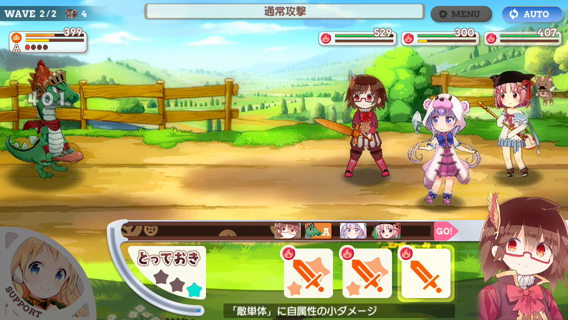 WAVE 2/2 4
通常攻撃
MENU
AUTO
399
A
529
300
407
401
A
GO!
とっておき
SUPPORT
「敵単体」に自属性の小ダメージ